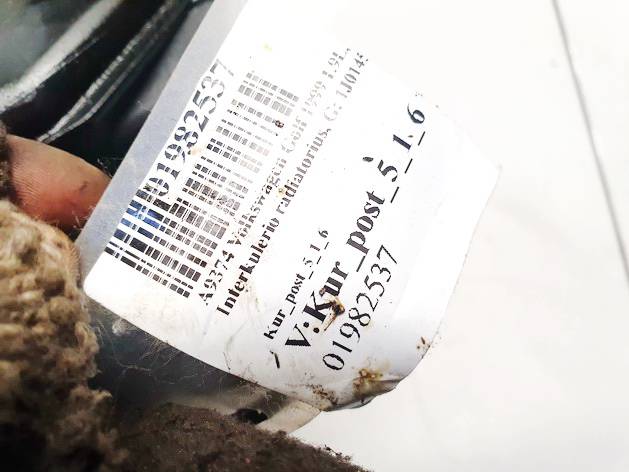 01982537
A9374 Volkswagen Golf 1999 1.9L
Interkulerio radiatorius, G: 1J0145
Kur_post_5_1_6
V:Kur_post_5_1_6
01982537